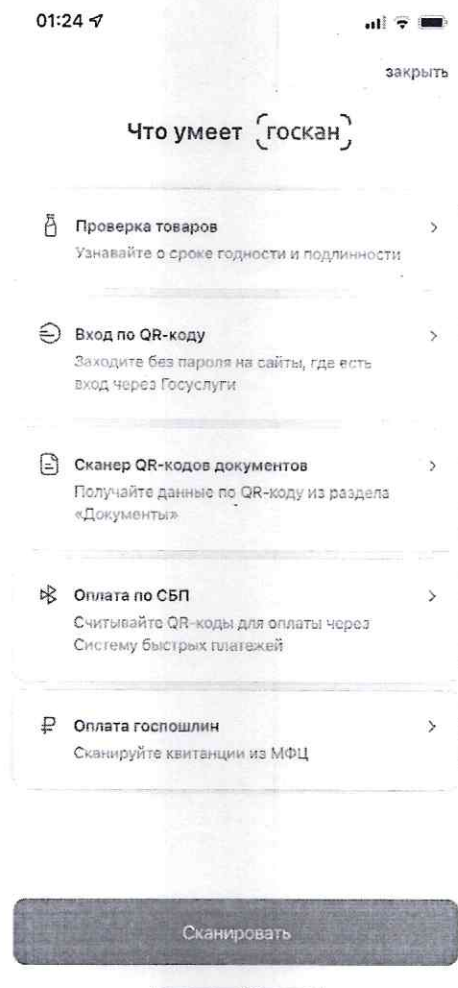 01:24
закрыть
Что умеет госкан
Проверка товаров
Узнавайте о сроке годности и подлинности
Вход по QR-коду
Заходите без пароля на сайты, где есть
вход через Госуслуги
Сканер QR-кодов документов
Получайте данные по QR-коду из раздела
«Документы»
Оплата по СБП
Считывайте QR-коды для оплаты через
Систему быстрых платежей
Оплата госпошлин
Сканируйте квитанции из МФЦ
Сканировать